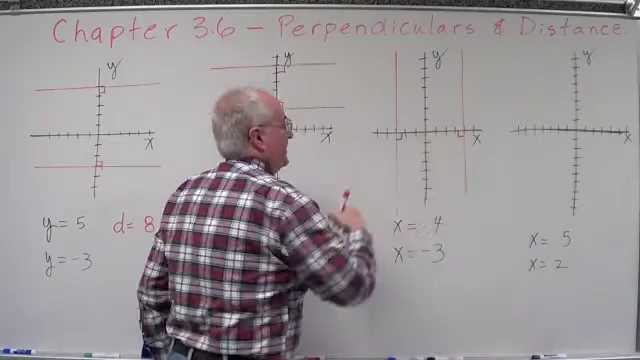 Chapter 3.6 – Perpendiculars & Distance
y
x
y
x
y
x
y
x
y = 5
d = 8
y = -3
x = 4
x = -3
x = 5
x = 2